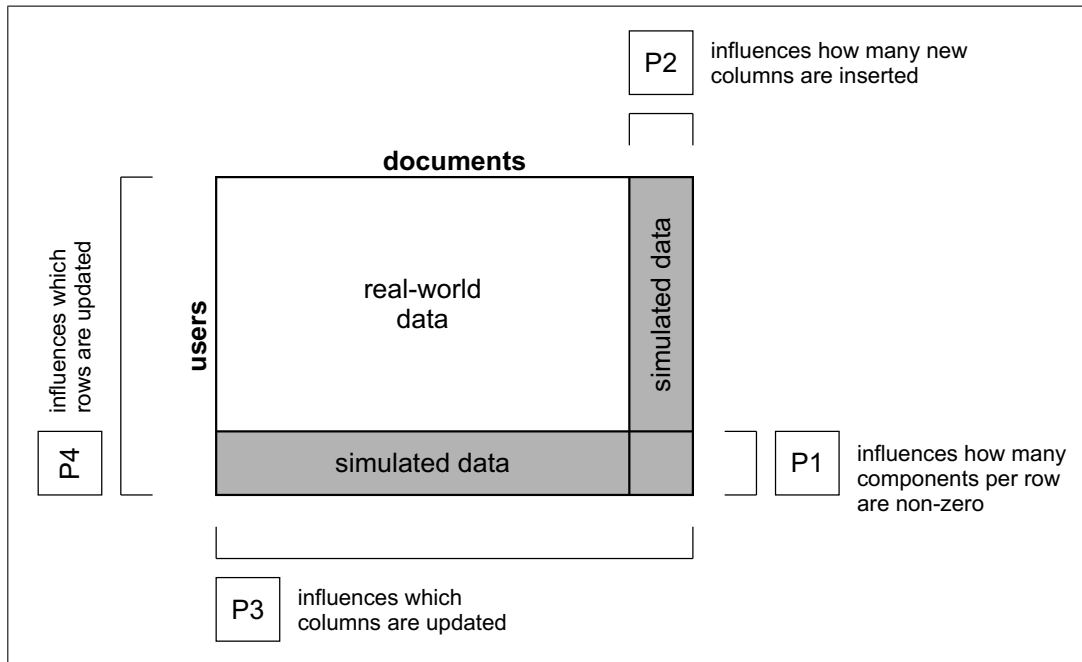 P2
influences how many new
columns are inserted
documents
users
real-world
data
simulated data
simulated data
influences which
rows are updated
P4
P1
influences how many
components per row
are non-zero
P3
influences which
columns are updated